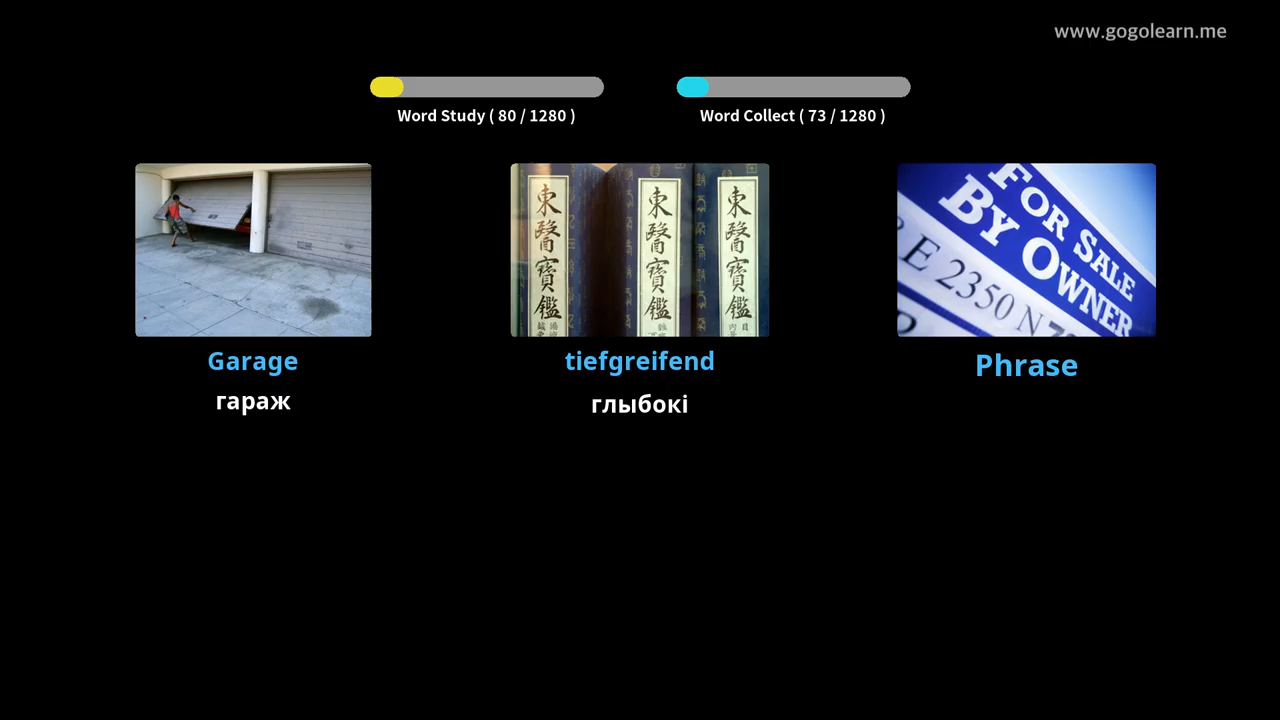 www.gogolearn.me
Word Study ( 80 / 1280 )
Word Collect ( 73 / 1280 )
東醫寶鑑
東醫寶鑑
東醫寶鑑
FOR SALE
BY OWNER
E 2350 N
Garage
tiefgreifend
Phrase
гараж
глыбокі